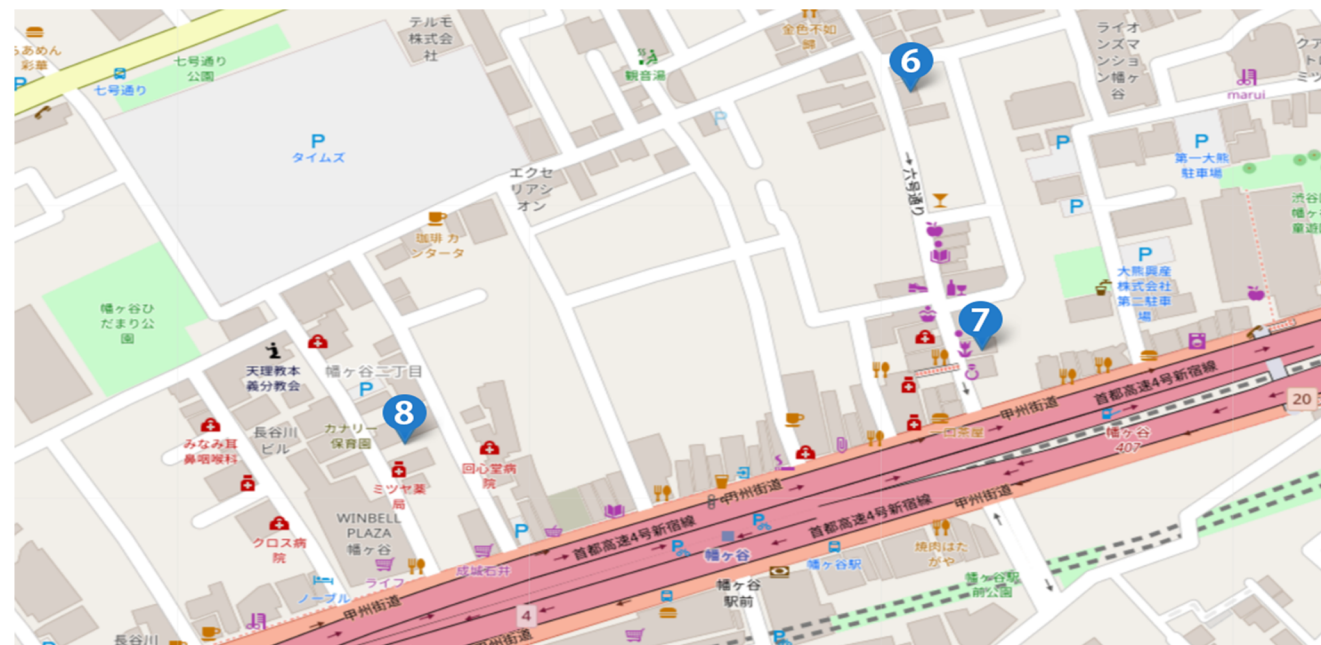 テルモ
株式会
社
金色不如
帰
ライオ
ンズマ
ンショ
ン幡ヶ
谷
らあめん
彩華
七号通り
公園
七号通り
観音湯
6
marui
P
タイムズ
P
第一大熊
駐車場
エクセ
リアシ
オン
六号通り
珈琲 カ
ンタータ
P
大熊興産
株式会社
第二駐車
場
幡ヶ谷ひ
だまり公
園
7
天理教本
義分教会
幡ヶ谷二丁目
P
8
カナリー
保育園
長谷川
ビル
みなみ耳
鼻咽喉科
回心堂病
院
ミツヤ薬
局
クロス病
院
WINBELL
PLAZA
幡ヶ谷
ライフ
成城石井
ノーブル
甲州街道
首都高速4号新宿線
甲州街道
首都高速4号新宿線
甲州街道
首都高速4号新宿線
甲州街道
20
幡ヶ谷
407
幡ヶ谷
幡ヶ谷駅
幡ヶ谷
駅前
焼肉はた
がや
幡ヶ谷駅
前公園
4
甲州街道
長谷川